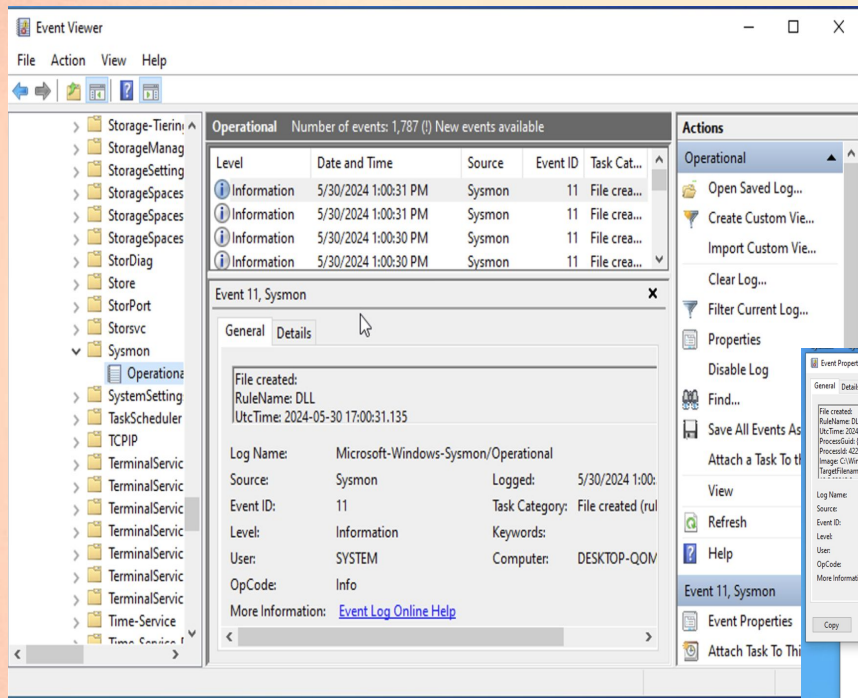 Event Viewer
File Action View Help
Storage-Tiering
StorageManag
StorageSetting
StorageSpaces
StorageSpaces
StorageSpaces
StorDiag
Store
StorPort
Storsvc
Sysmon
Operationa
SystemSetting
TaskScheduler
TCPIP
TerminalServic
TerminalServic
TerminalServic
TerminalServic
TerminalServic
TerminalServic
TerminalServic
Time-Service
Operational Number of events: 1,787 (!) New events available
Level Date and Time Source Event ID Task Cat...
Information 5/30/2024 1:00:31 PM Sysmon 11 File crea...
Information 5/30/2024 1:00:31 PM Sysmon 11 File crea...
Information 5/30/2024 1:00:30 PM Sysmon 11 File crea...
Information 5/30/2024 1:00:30 PM Sysmon 11 File crea...
Event 11, Sysmon
General Details
File created:
RuleName: DLL
UtcTime: 2024-05-30 17:00:31.135
Log Name: Microsoft-Windows-Sysmon/Operational
Source: Sysmon Logged: 5/30/2024 1:00:
Event ID: 11 Task Category: File created (rul
Level: Information Keywords:
User: SYSTEM Computer: DESKTOP-QOM
OpCode: Info
More Information: Event Log Online Help
Actions
Operational
Open Saved Log...
Create Custom Vie...
Import Custom Vie...
Clear Log...
Filter Current Log...
Properties
Disable Log
Find...
Save All Events As
Attach a Task To th
View
Refresh
Help
Event 11, Sysmon
Event Properties
Attach Task To Thi
Event Propert
General Details
File created:
RuleName: DL
UtcTime: 2024
ProcessGuid: {
ProcessId: 422
Image: C:\Win
TargetFilenam
Log Name:
Source:
Event ID:
Level:
User:
OpCode:
More Informati
Copy